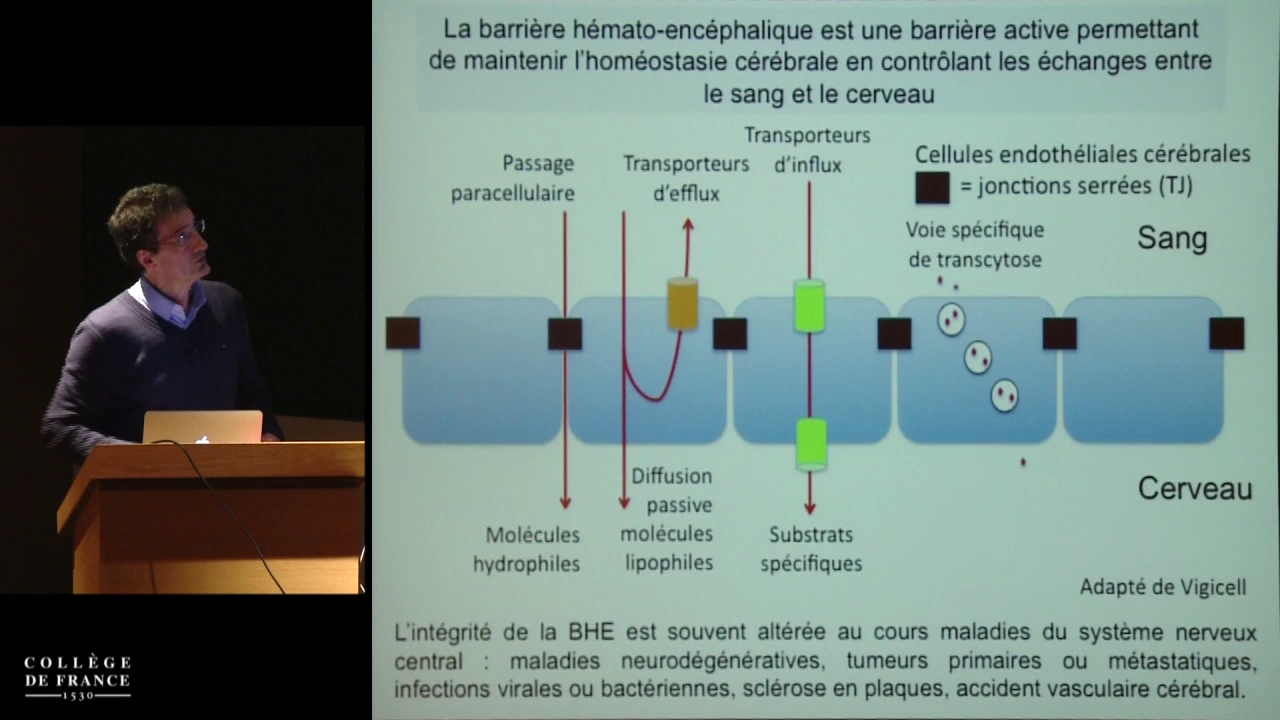 La barrière hémato-encéphalique est une barrière active permettant
de maintenir l'homéostasie cérébrale en contrôlant les échanges entre
le sang et le cerveau
Passage
paracellulaire
Transporteurs
d'efflux
Transporteurs
d'influx
Cellules endothéliales cérébrales
= jonctions serrées (TJ)
Voie spécifique
de transcytose
Sang
Cerveau
Molécules
hydrophiles
Diffusion
passive
molécules
lipophiles
Substrats
spécifiques
Adapté de Vigicell
L'intégrité de la BHE est souvent altérée au cours maladies du système nerveux
central : maladies neurodégénératives, tumeurs primaires ou métastatiques,
infections virales ou bactériennes, sclérose en plaques, accident vasculaire cérébral.
COLLÈGE
DE FRANCE
1530